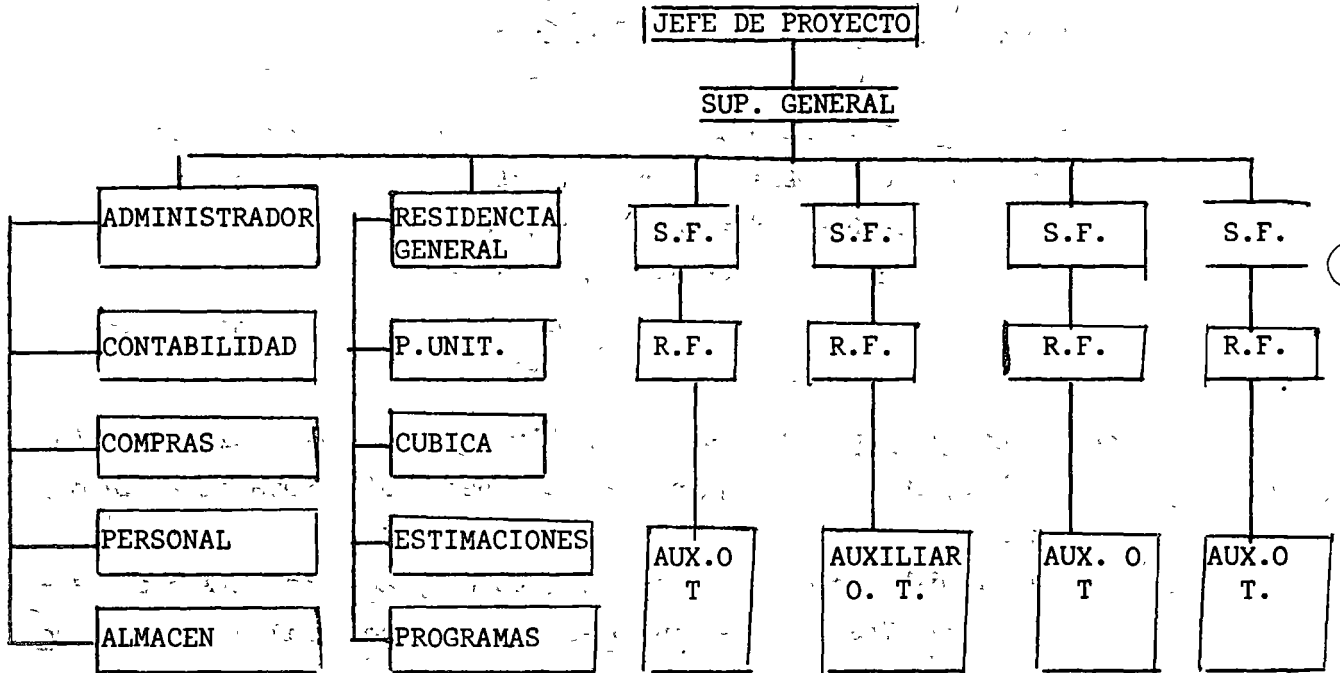 JEFE DE PROYECTO
SUP. GENERAL
ADMINISTRADOR
RESIDENCIA
GENERAL
S.F.
S.F.
S.F.
S.F.
CONTABILIDAD
P.UNIT.
R.F.
R.F.
R.F.
R.F.
COMPRAS
CUBICA
PERSONAL
ESTIMACIONES
AUX.O
T
AUXILIAR
O. T.
AUX. O.
T
AUX.O
T.
ALMACEN
PROGRAMAS